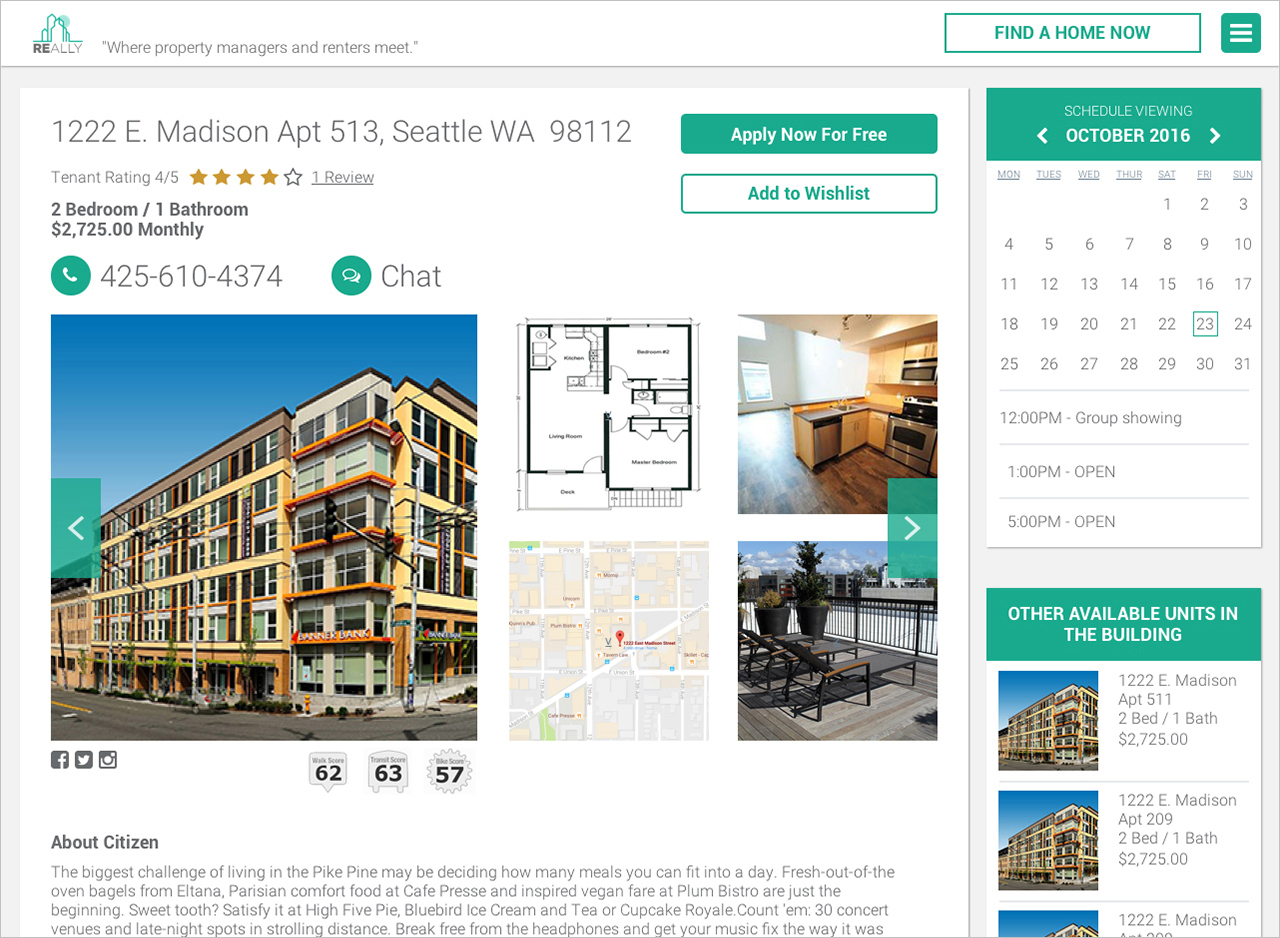 REALLY
"Where property managers and renters meet."
FIND A HOME NOW
1222 E. Madison Apt 513, Seattle WA  98112
Apply Now For Free
Tenant Rating 4/5
1 Review
Add to Wishlist
2 Bedroom / 1 Bathroom
$2,725.00 Monthly
425-610-4374
Chat
Kitchen
Bedroom #2
Living Room
Master Bedroom
Deck
BANNER BANK
E Pine St
E Pine St
Momiji
Unicorn
Pike St
E Pike St
Plum Bistro
1222 East Madison Street
Tavern Law
E Union St
E Union St
Cafe Presse
Walk Score
62
Transit Score
63
Bike Score
57
About Citizen
The biggest challenge of living in the Pike Pine may be deciding how many meals you can fit into a day. Fresh-out-of-the
oven bagels from Eltana, Parisian comfort food at Cafe Presse and inspired vegan fare at Plum Bistro are just the
beginning. Sweet tooth? Satisfy it at High Five Pie, Bluebird Ice Cream and Tea or Cupcake Royale.Count 'em: 30 concert
venues and late-night spots in strolling distance. Break free from the headphones and get your music fix the way it was
SCHEDULE VIEWING
OCTOBER 2016
MON TUES WED THUR SAT FRI SUN
1 2 3
4 5 6 7 8 9 10
11 12 13 14 15 16 17
18 19 20 21 22 23 24
25 26 27 28 29 30 31
12:00PM - Group showing
1:00PM - OPEN
5:00PM - OPEN
OTHER AVAILABLE UNITS IN
THE BUILDING
1222 E. Madison
Apt 511
2 Bed / 1 Bath
$2,725.00
1222 E. Madison
Apt 209
2 Bed / 1 Bath
$2,725.00
1222 E. Madison